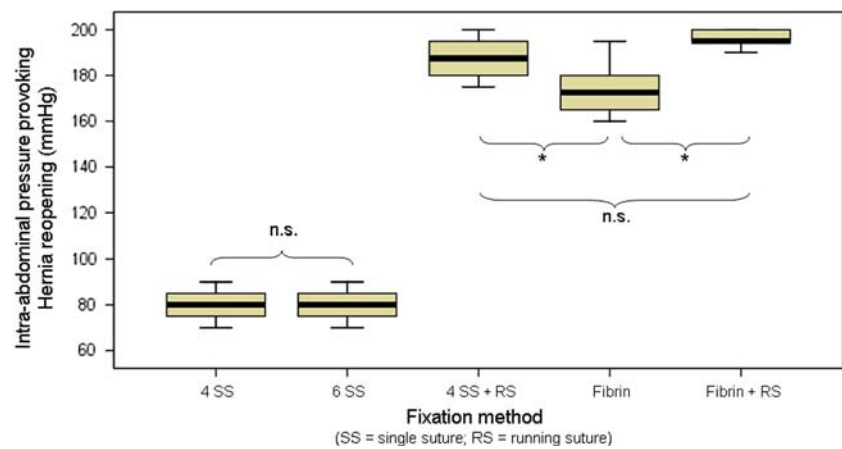 Intra-abdominal pressure provoking
Hernia reopening (mmHg)
200
180
160
140
120
100
80
60
*
*
n.s.
n.s.
4 SS
6 SS
4 SS + RS
Fibrin
Fibrin + RS
Fixation method
(SS = single suture; RS = running suture)